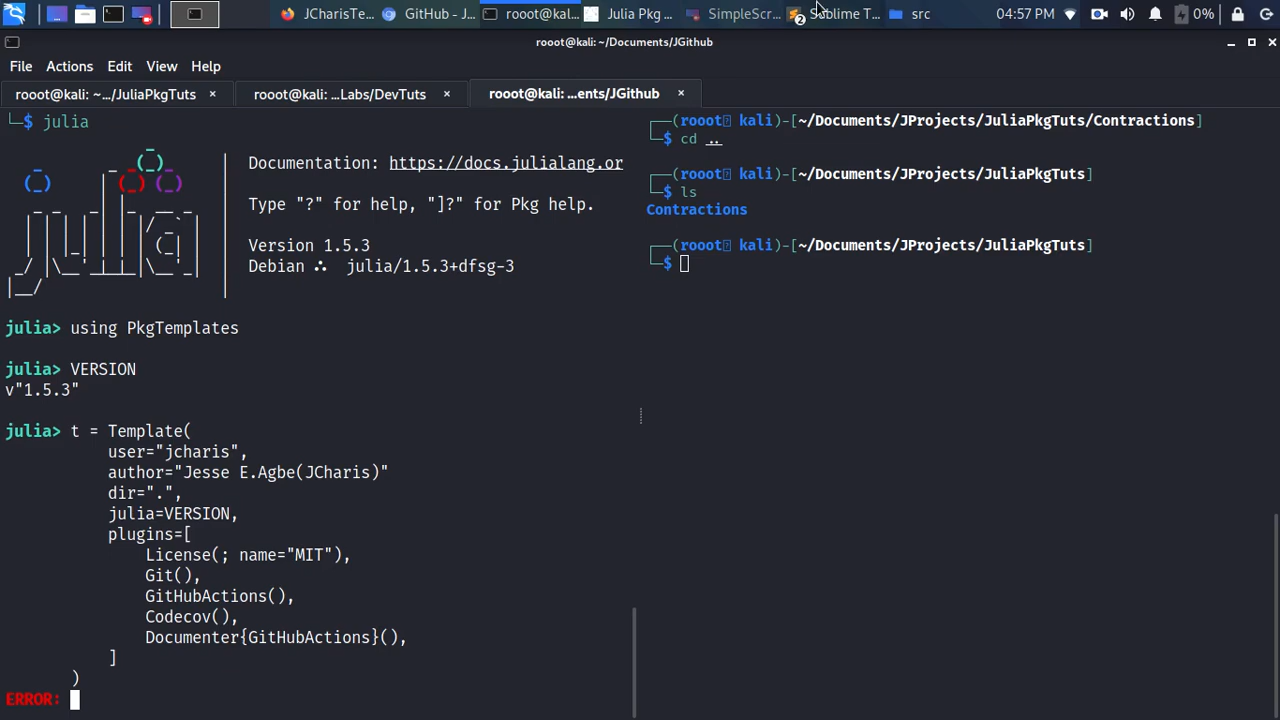 JCharisTe...
GitHub - J...
rooot@kal...
Julia Pkg ...
SimpleScr...
2
Sublime T...
src
04:57 PM
0%
rooot@kali: ~/Documents/JGithub
File Actions Edit View Help
rooot@kali: ~.../JuliaPkgTuts ×
rooot@kali: ...Labs/DevTuts ×
rooot@kali: ...ents/JGithub ×
└─$ julia
Documentation: https://docs.julialang.or
Type "?" for help, "]?" for Pkg help.
Version 1.5.3
Debian ∴ julia/1.5.3+dfsg-3
julia> using PkgTemplates
julia> VERSION
v"1.5.3"
julia> t = Template(
user="jcharis",
author="Jesse E.Agbe(JCharis)"
dir=".",
julia=VERSION,
plugins=[
License(; name="MIT"),
Git(),
GitHubActions(),
Codecov(),
Documenter{GitHubActions}(),
]
)
ERROR:
┌──(rooot kali)-[~/Documents/JProjects/JuliaPkgTuts/Contractions]
└─$ cd ..
┌──(rooot kali)-[~/Documents/JProjects/JuliaPkgTuts]
└─$ ls
Contractions
┌──(rooot kali)-[~/Documents/JProjects/JuliaPkgTuts]
└─$